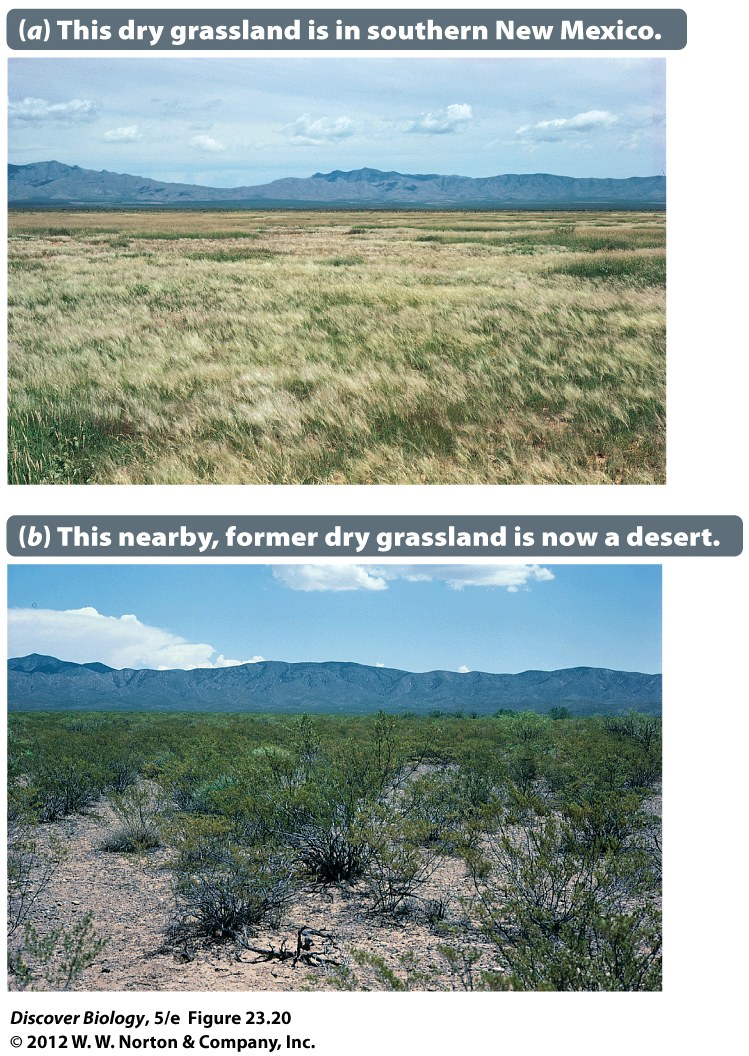 (a) This dry grassland is in southern New Mexico.
(b) This nearby, former dry grassland is now a desert.
Discover Biology, 5/e Figure 23.20
© 2012 W. W. Norton & Company, Inc.